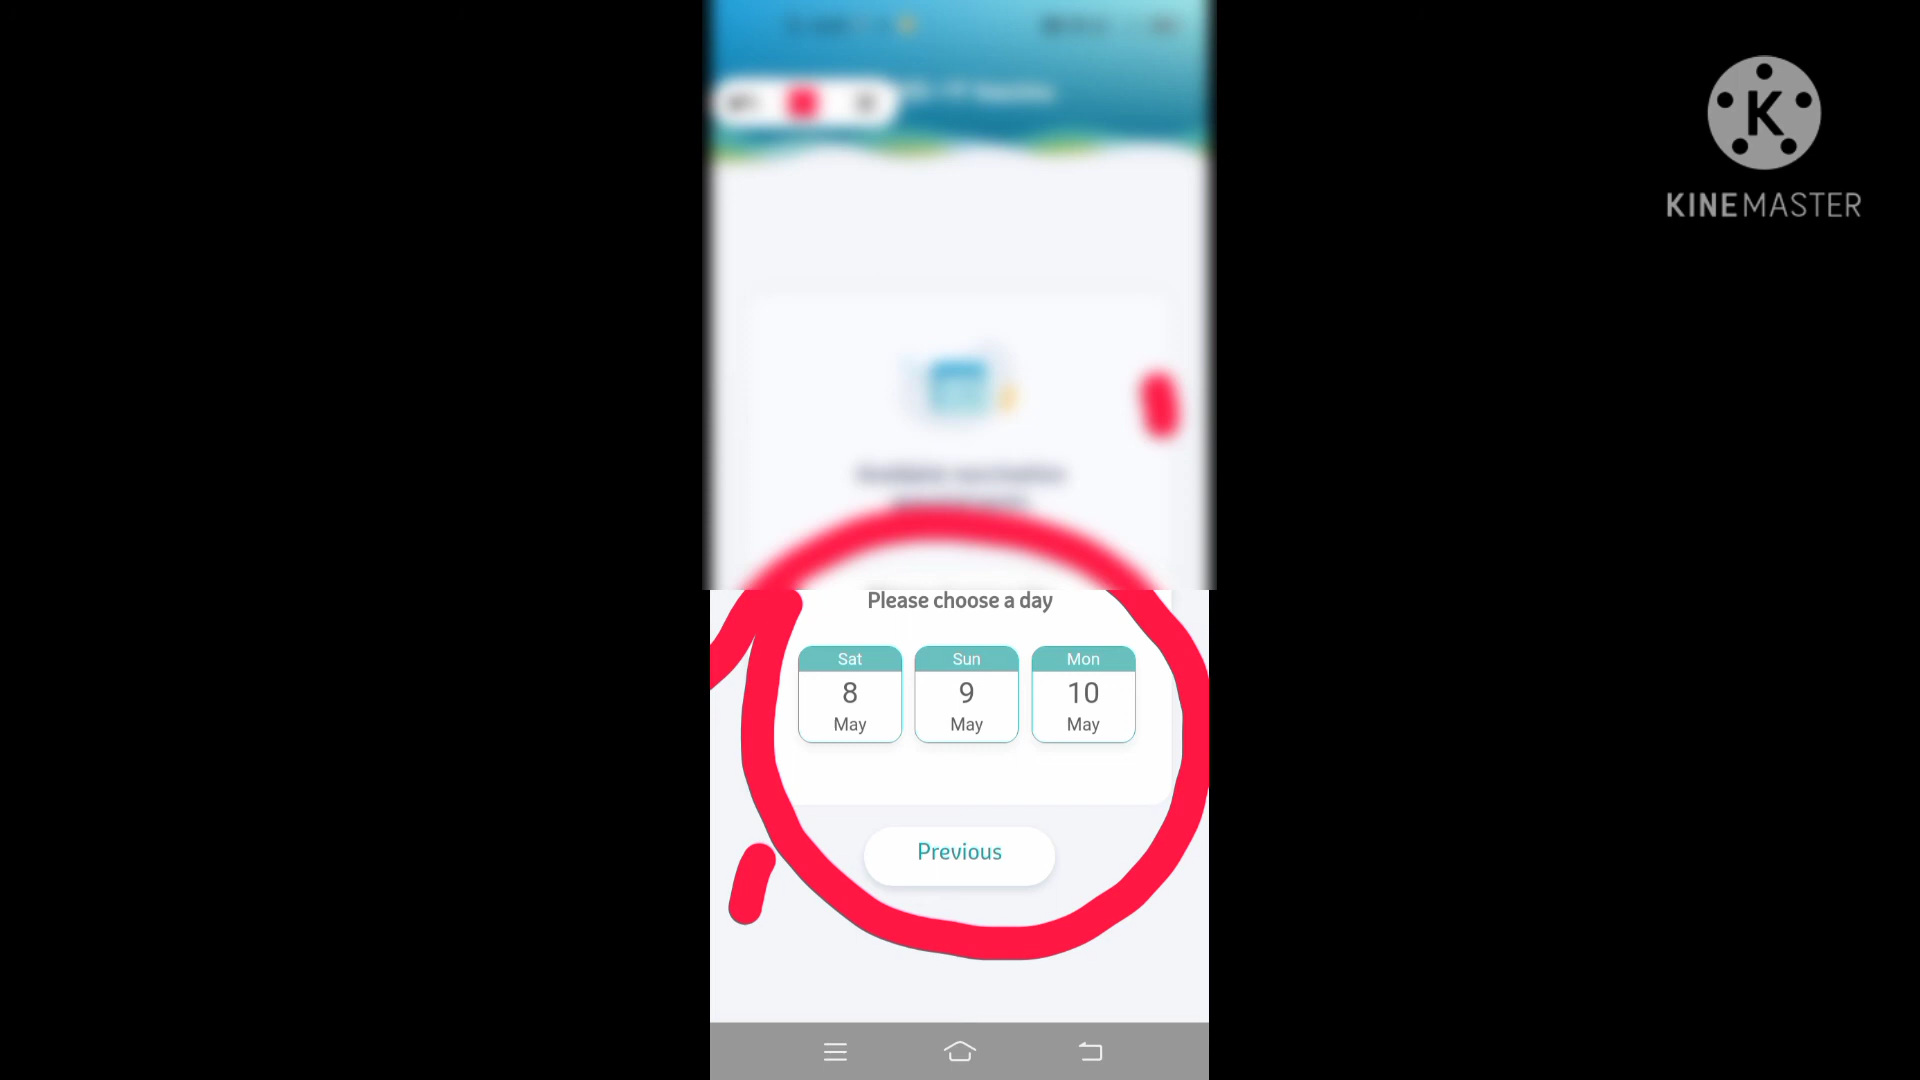 K
KINEMASTER
Please choose a day
Sat
8
May
Sun
9
May
Mon
10
May
Previous